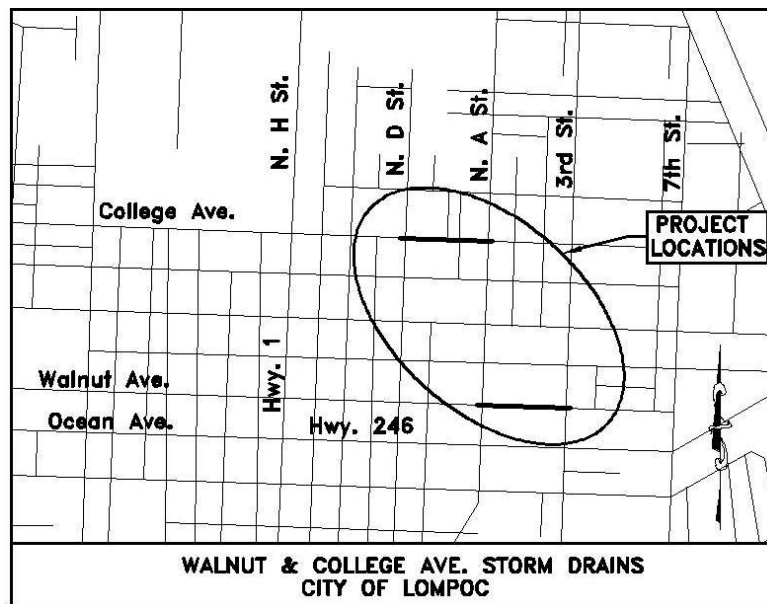 N. H St.
N. D St.
N. A St.
3rd St.
7th St.
College Ave.
PROJECT
LOCATIONS
Hwy. 1
Walnut Ave.
Ocean Ave.
Hwy. 246
WALNUT & COLLEGE AVE. STORM DRAINS
CITY OF LOMPOC